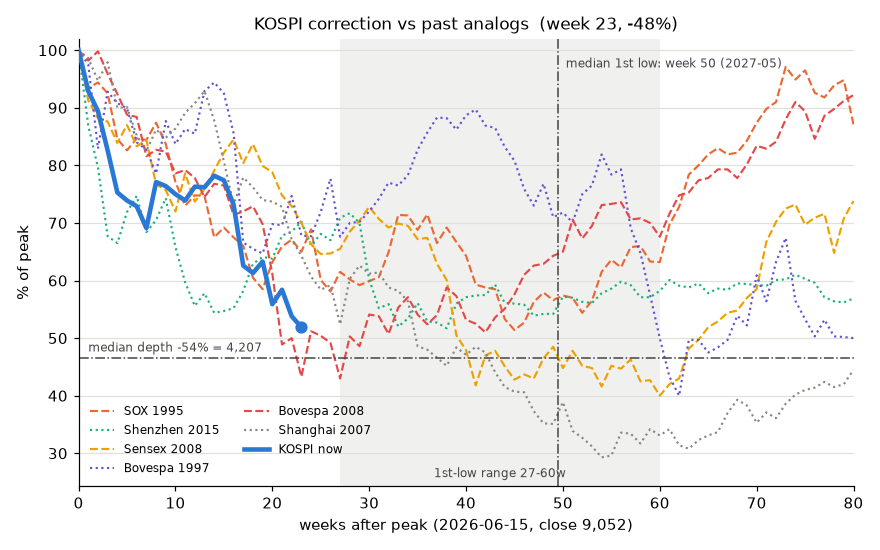 KOSPI correction vs past analogs  (week 23, -48%)
% of peak
100
90
80
70
60
50
40
30
median 1st low: week 50 (2027-05)
median depth -54% = 4,207
SOX 1995
Shenzhen 2015
Sensex 2008
Bovespa 1997
Bovespa 2008
Shanghai 2007
KOSPI now
1st-low range 27-60w
0 10 20 30 40 50 60 70 80
weeks after peak (2026-06-15, close 9,052)